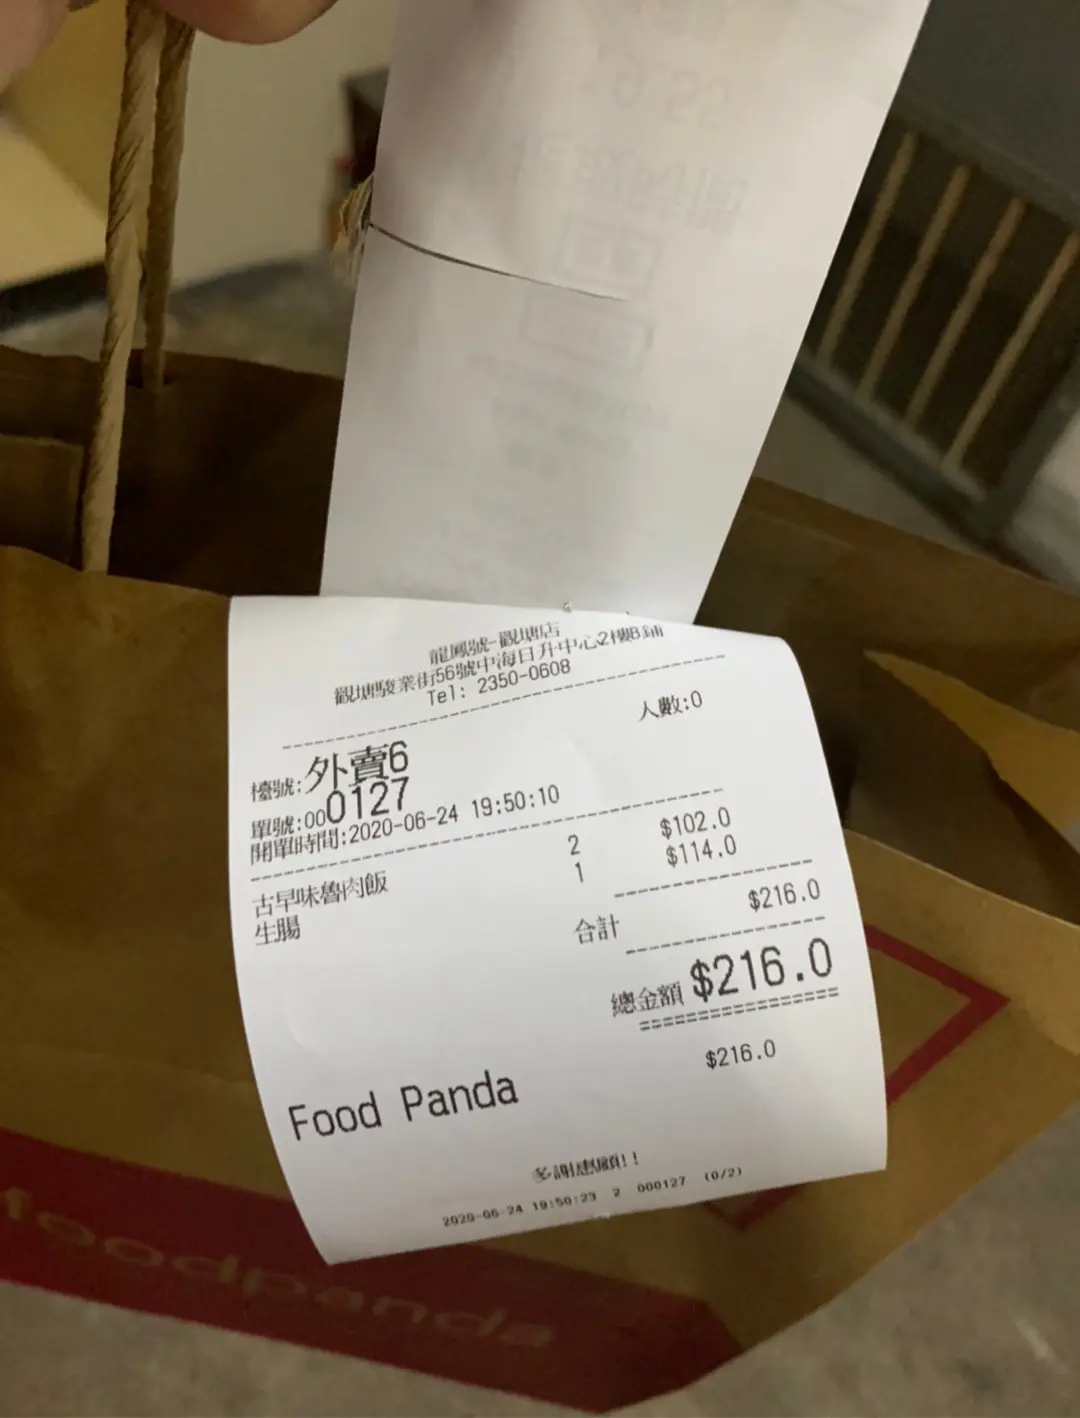 龍鳳號-觀塘店
觀塘駿業街56號中海日升中心2樓B鋪
Tel: 2350-0608
人數:0
檯號:外賣6
單號:000127
開單時間:2020-06-24 19:50:10
古早味魯肉飯 2 $102.0
生腸 1 $114.0
合計 $216.0
總金額 $216.0
$216.0
Food Panda
多謝惠顧!!
2020-06-24 19:50:23 2 000127 (0/2)
foodpanda